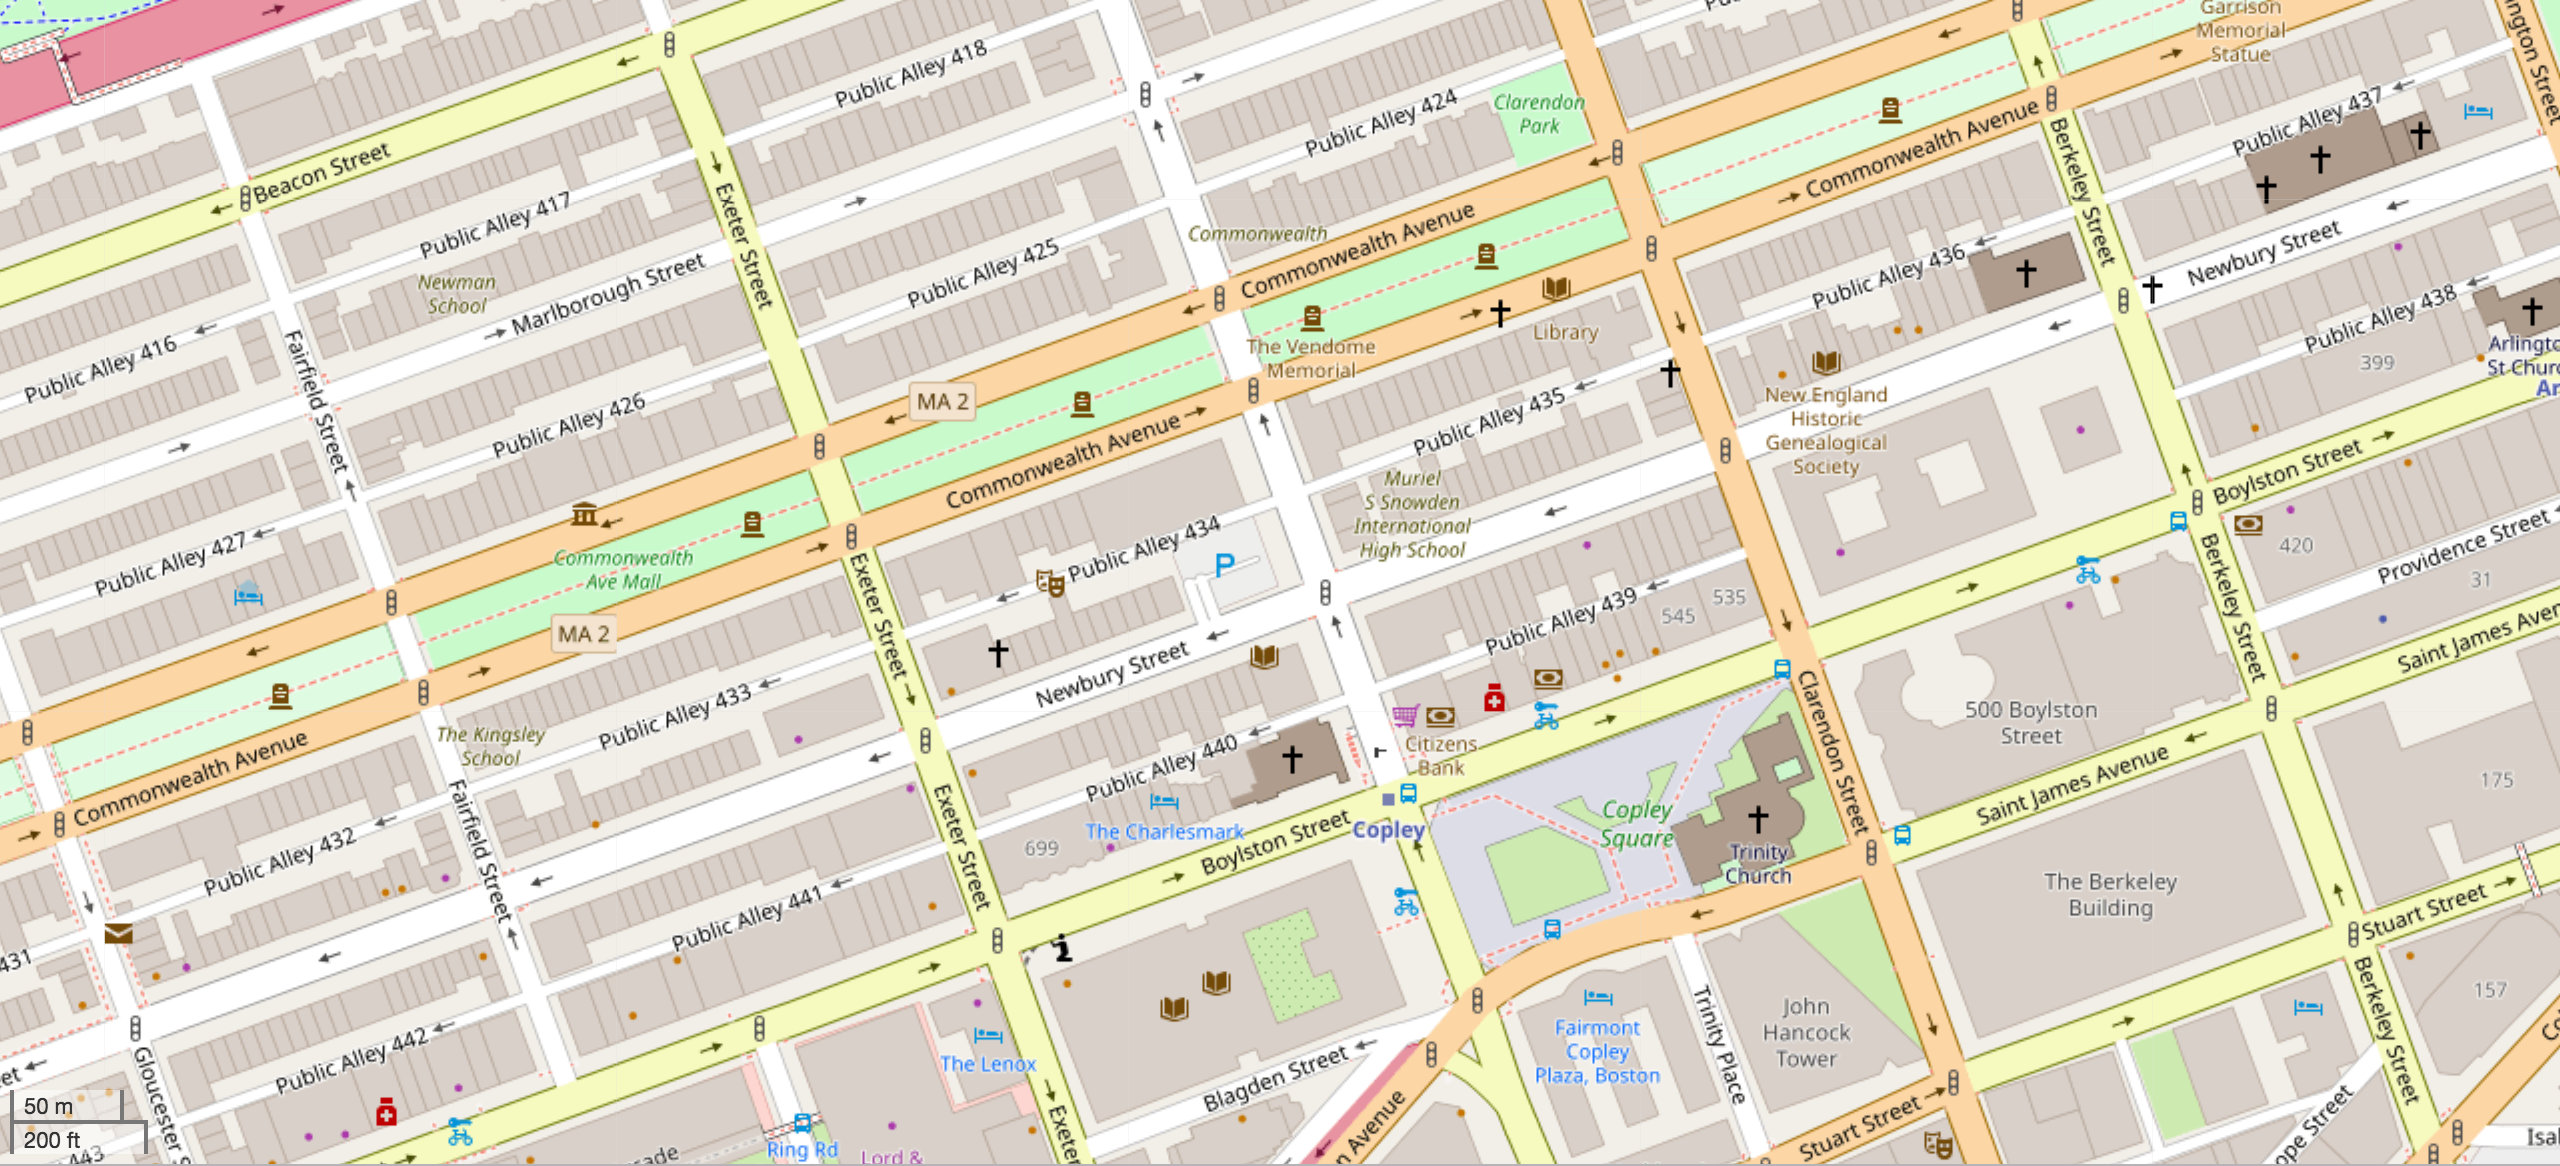 Garrison
Memorial
Statue
Public Alley 418
Public Alley 424
Clarendon
Park
Public Alley 437
Commonwealth Avenue
Berkeley Street
Beacon Street
Exeter Street
Public Alley 417
Commonwealth
Commonwealth Avenue
Newbury Street
Newman
School
Marlborough Street
Public Alley 425
Public Alley 436
Public Alley 438
Library
The Vendome
Memorial
399
Public Alley 416
Fairfield Street
MA 2
Public Alley 426
Public Alley 435
New England
Historic
Genealogical
Society
Commonwealth Avenue
Boylston Street
Muriel
S Snowden
International
High School
Public Alley 427
Commonwealth
Ave Mall
Public Alley 434
P
420
Providence Street
31
Berkeley Street
MA 2
Exeter Street
Public Alley 439
545
535
Saint James Aven
Newbury Street
Public Alley 433
The Kingsley
School
Clarendon Street
500 Boylston
Street
Commonwealth Avenue
Public Alley 440
Citizens
Bank
Saint James Avenue
175
Fairfield Street
Exeter Street
The Charlesmark
Copley
Copley
Square
Public Alley 432
699
Boylston Street
Trinity
Church
The Berkeley
Building
Public Alley 441
Stuart Street
431
Berkeley Street
157
Trinity Place
John
Hancock
Tower
Fairmont
Copley
Plaza, Boston
The Lenox
Public Alley 442
Gloucester S
Blagden Street
50 m
200 ft
Exeter
Stuart Street
n Avenue
443
Ring Rd
Lord &
ope Street
Isal